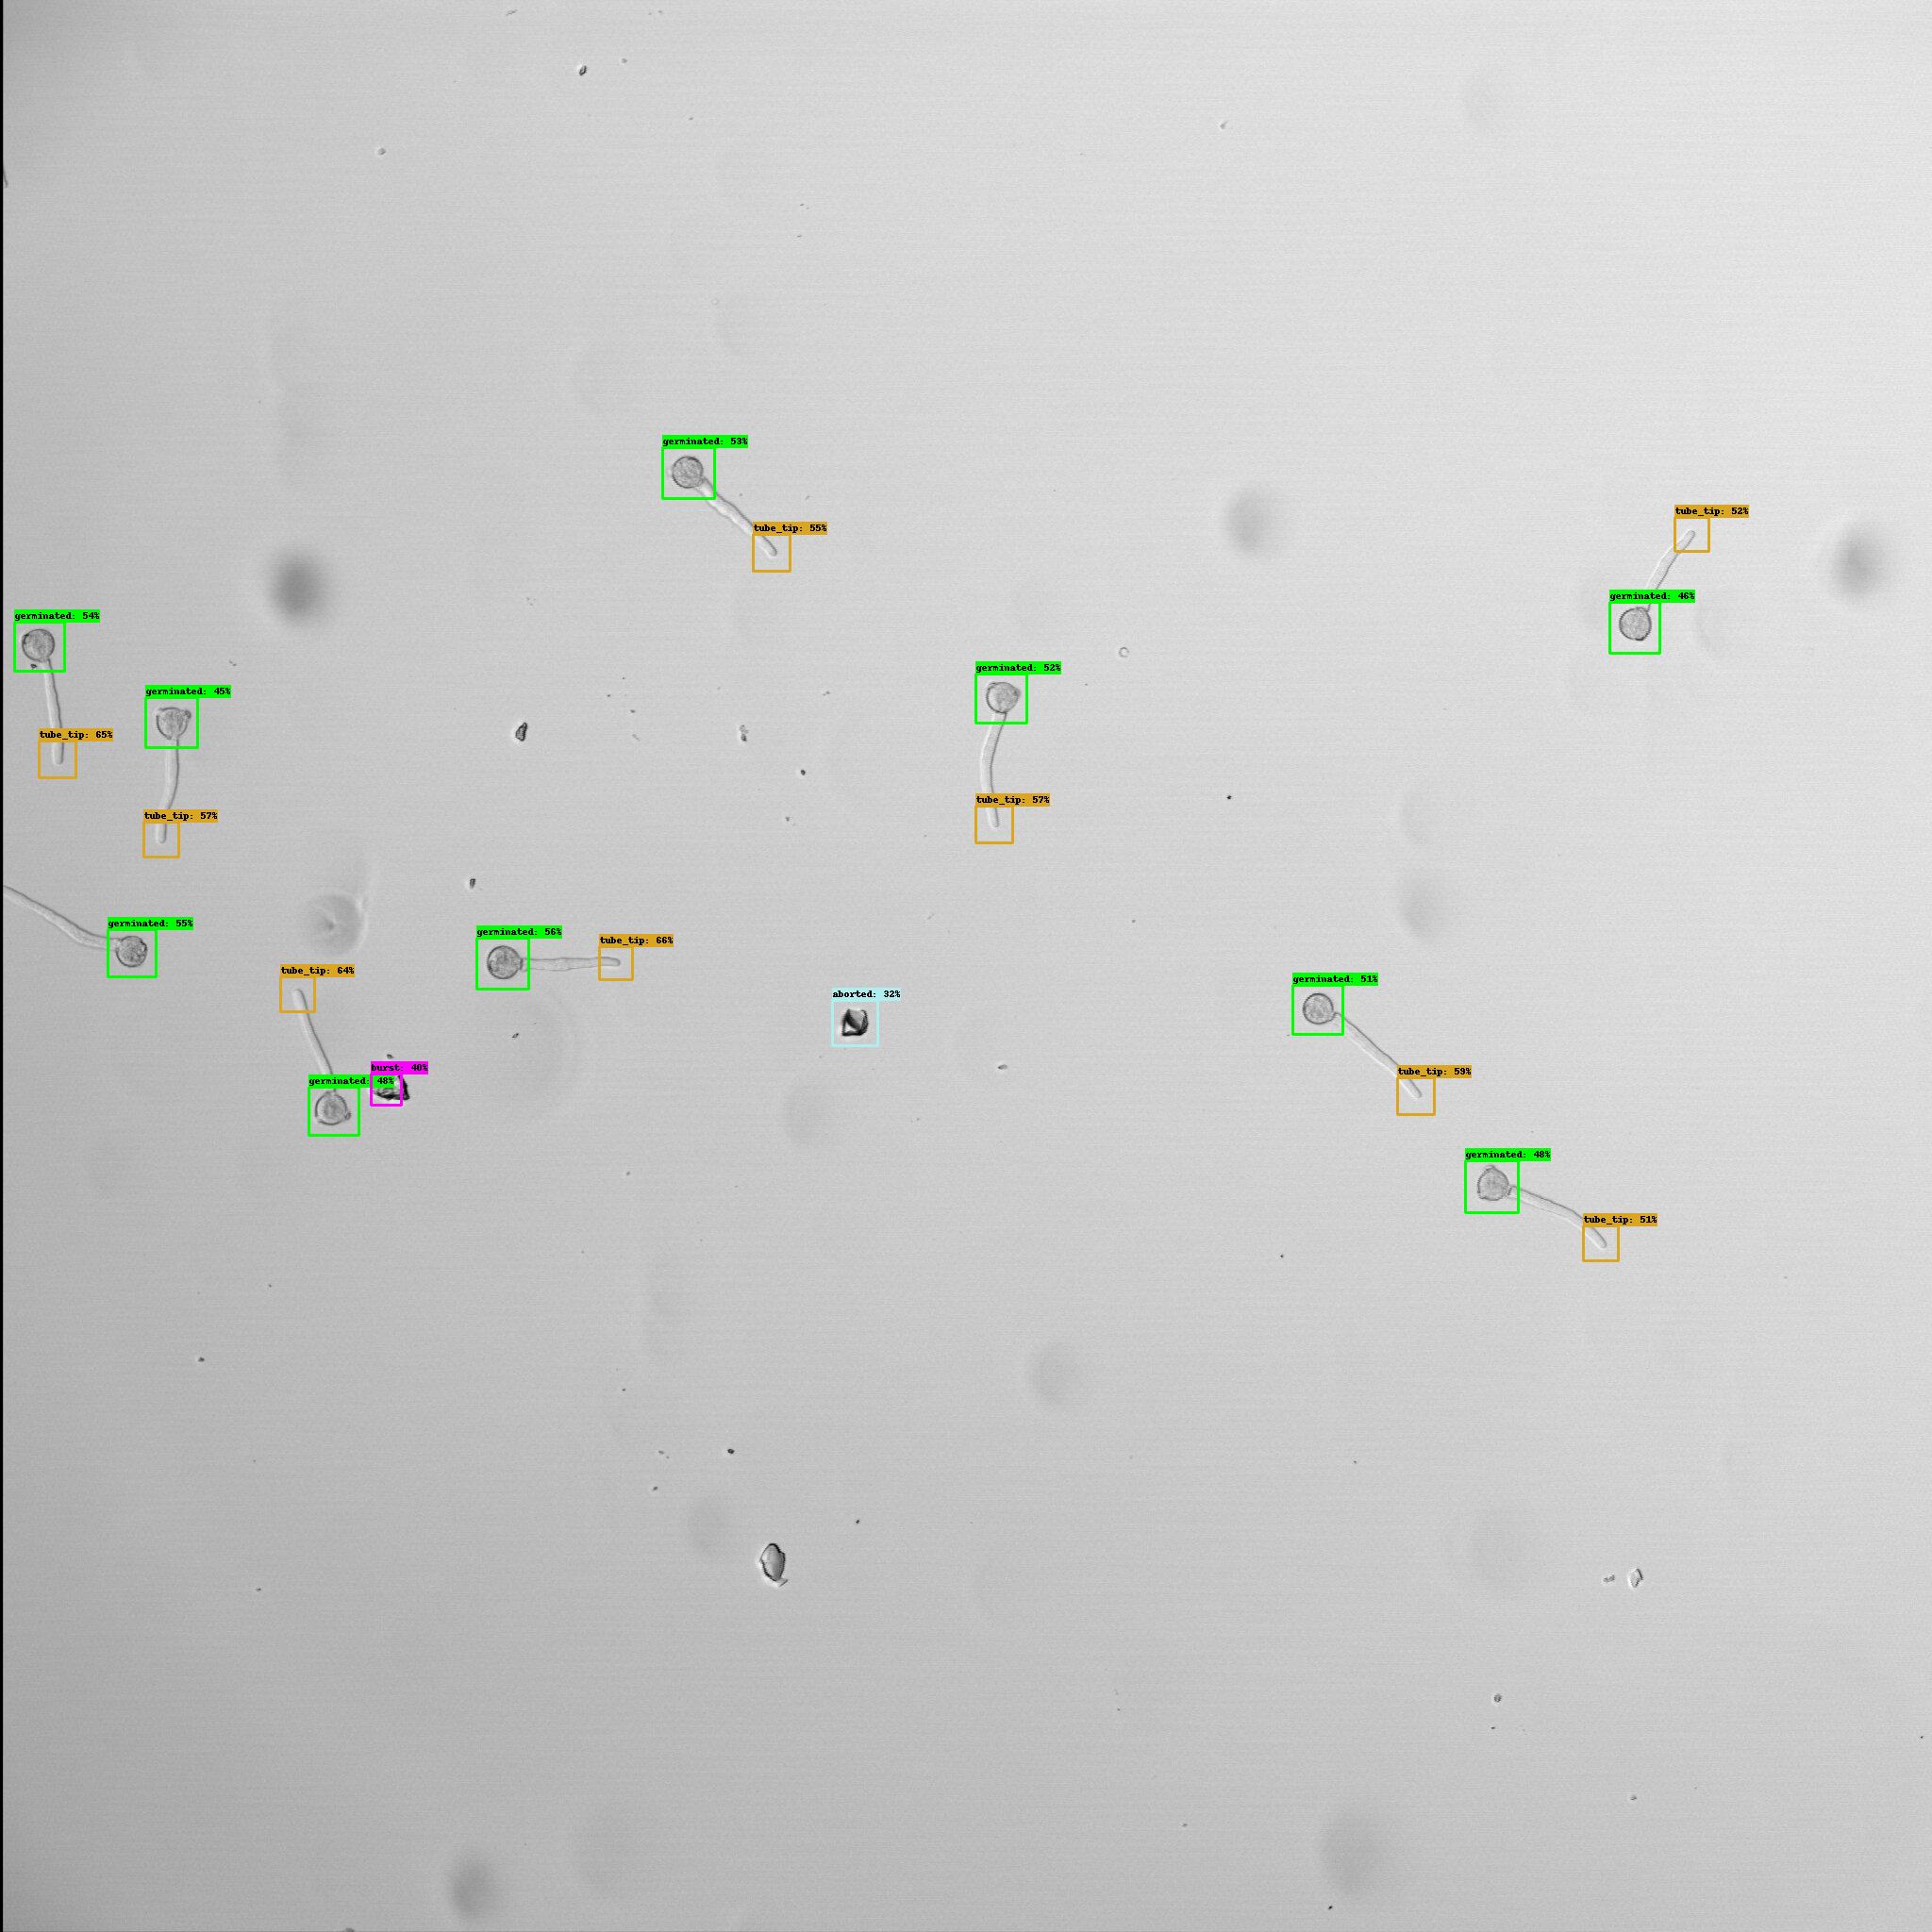 germinated: 53%
tube_tip: 52%
tube_tip: 55%
germinated: 46%
germinated: 54%
germinated: 52%
germinated: 45%
tube_tip: 65%
tube_tip: 57%
tube_tip: 57%
germinated: 55%
germinated: 56%
tube_tip: 66%
tube_tip: 64%
germinated: 51%
aborted: 32%
burst: 40%
tube_tip: 59%
germinated: 48%
germinated: 48%
tube_tip: 51%